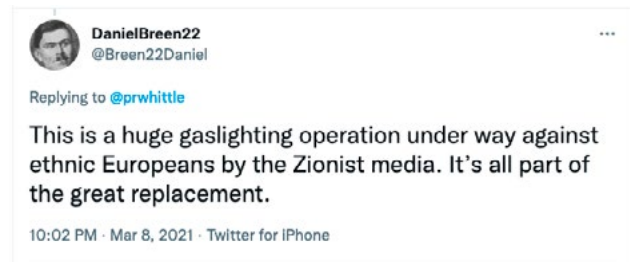 DanielBreen22
@Breen22Daniel
Replying to @prwhittle
This is a huge gaslighting operation under way against
ethnic Europeans by the Zionist media. It's all part of
the great replacement.
10:02 PM · Mar 8, 2021 · Twitter for iPhone